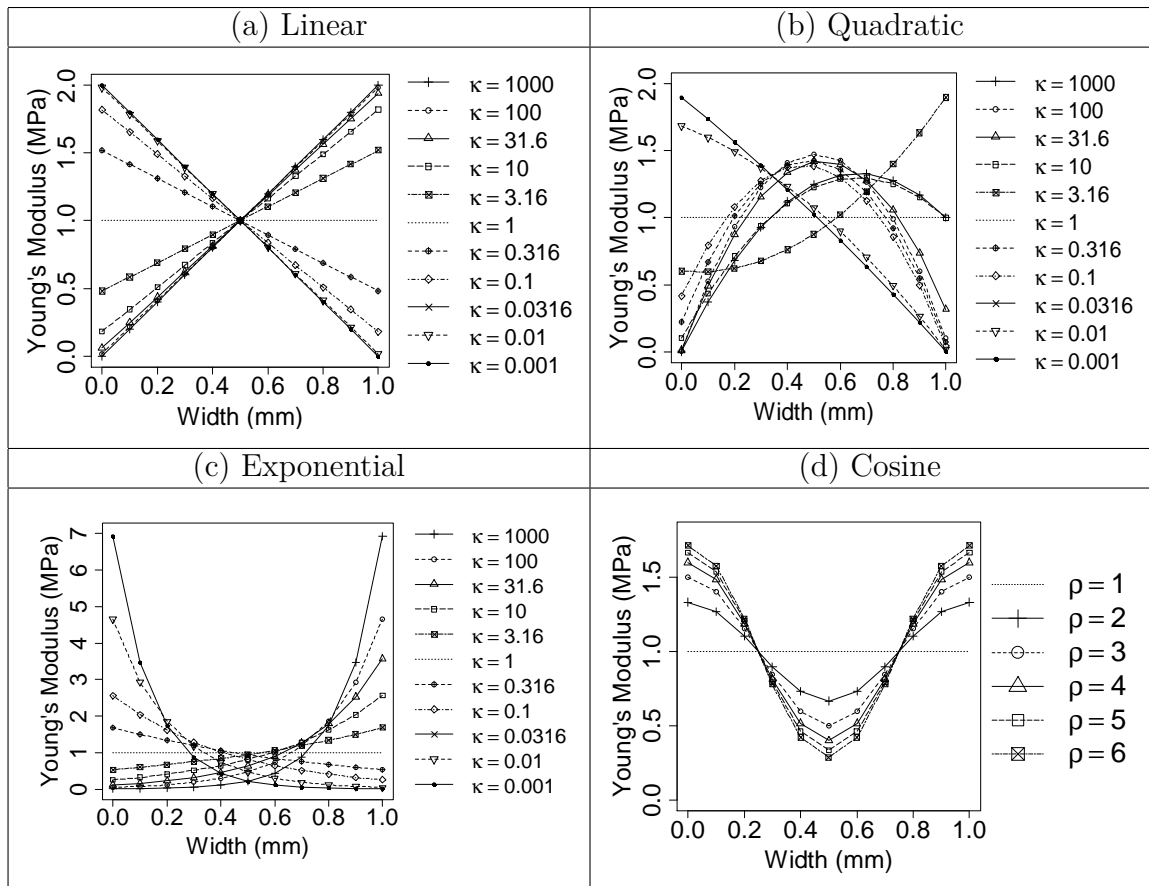 (a) Linear
(b) Quadratic
Young's Modulus (MPa)
2.0
1.5
1.0
0.5
0.0
0.0 0.2 0.4 0.6 0.8 1.0
Width (mm)
κ = 1000
κ = 100
κ = 31.6
κ = 10
κ = 3.16
κ = 1
κ = 0.316
κ = 0.1
κ = 0.0316
κ = 0.01
κ = 0.001
Young's Modulus (MPa)
2.0
1.5
1.0
0.5
0.0
0.0 0.2 0.4 0.6 0.8 1.0
Width (mm)
κ = 1000
κ = 100
κ = 31.6
κ = 10
κ = 3.16
κ = 1
κ = 0.316
κ = 0.1
κ = 0.0316
κ = 0.01
κ = 0.001
(c) Exponential
(d) Cosine
Young's Modulus (MPa)
7
6
5
4
3
2
1
0
0.0 0.2 0.4 0.6 0.8 1.0
Width (mm)
κ = 1000
κ = 100
κ = 31.6
κ = 10
κ = 3.16
κ = 1
κ = 0.316
κ = 0.1
κ = 0.0316
κ = 0.01
κ = 0.001
Young's Modulus (MPa)
1.5
1.0
0.5
0.0
0.0 0.2 0.4 0.6 0.8 1.0
Width (mm)
ρ = 1
ρ = 2
ρ = 3
ρ = 4
ρ = 5
ρ = 6